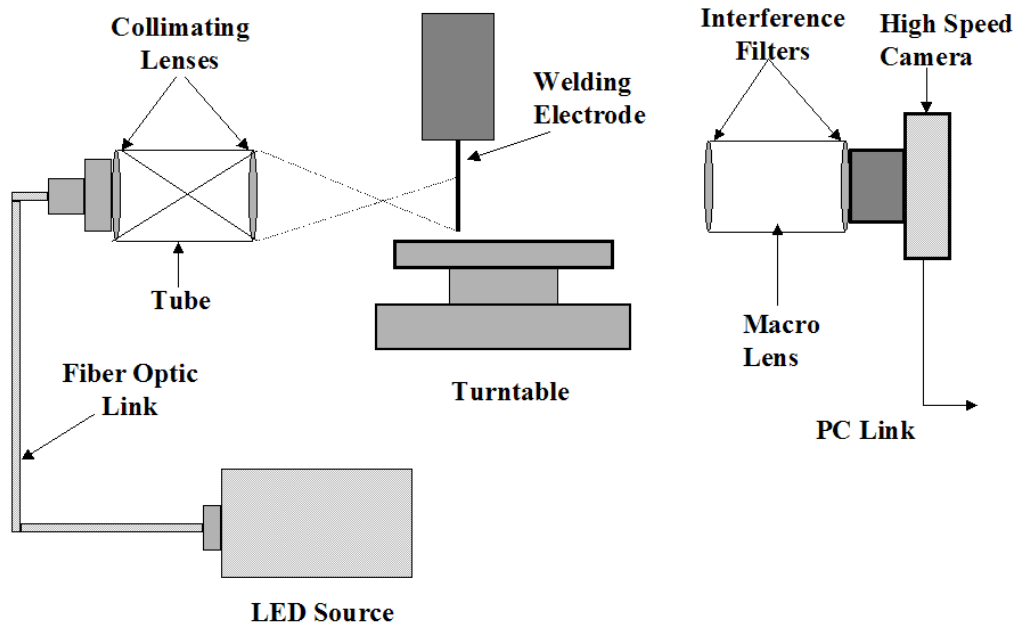 Collimating
Lenses
Welding
Electrode
Interference
Filters
High Speed
Camera
Tube
Macro
Lens
Fiber Optic
Link
Turntable
PC Link
LED Source